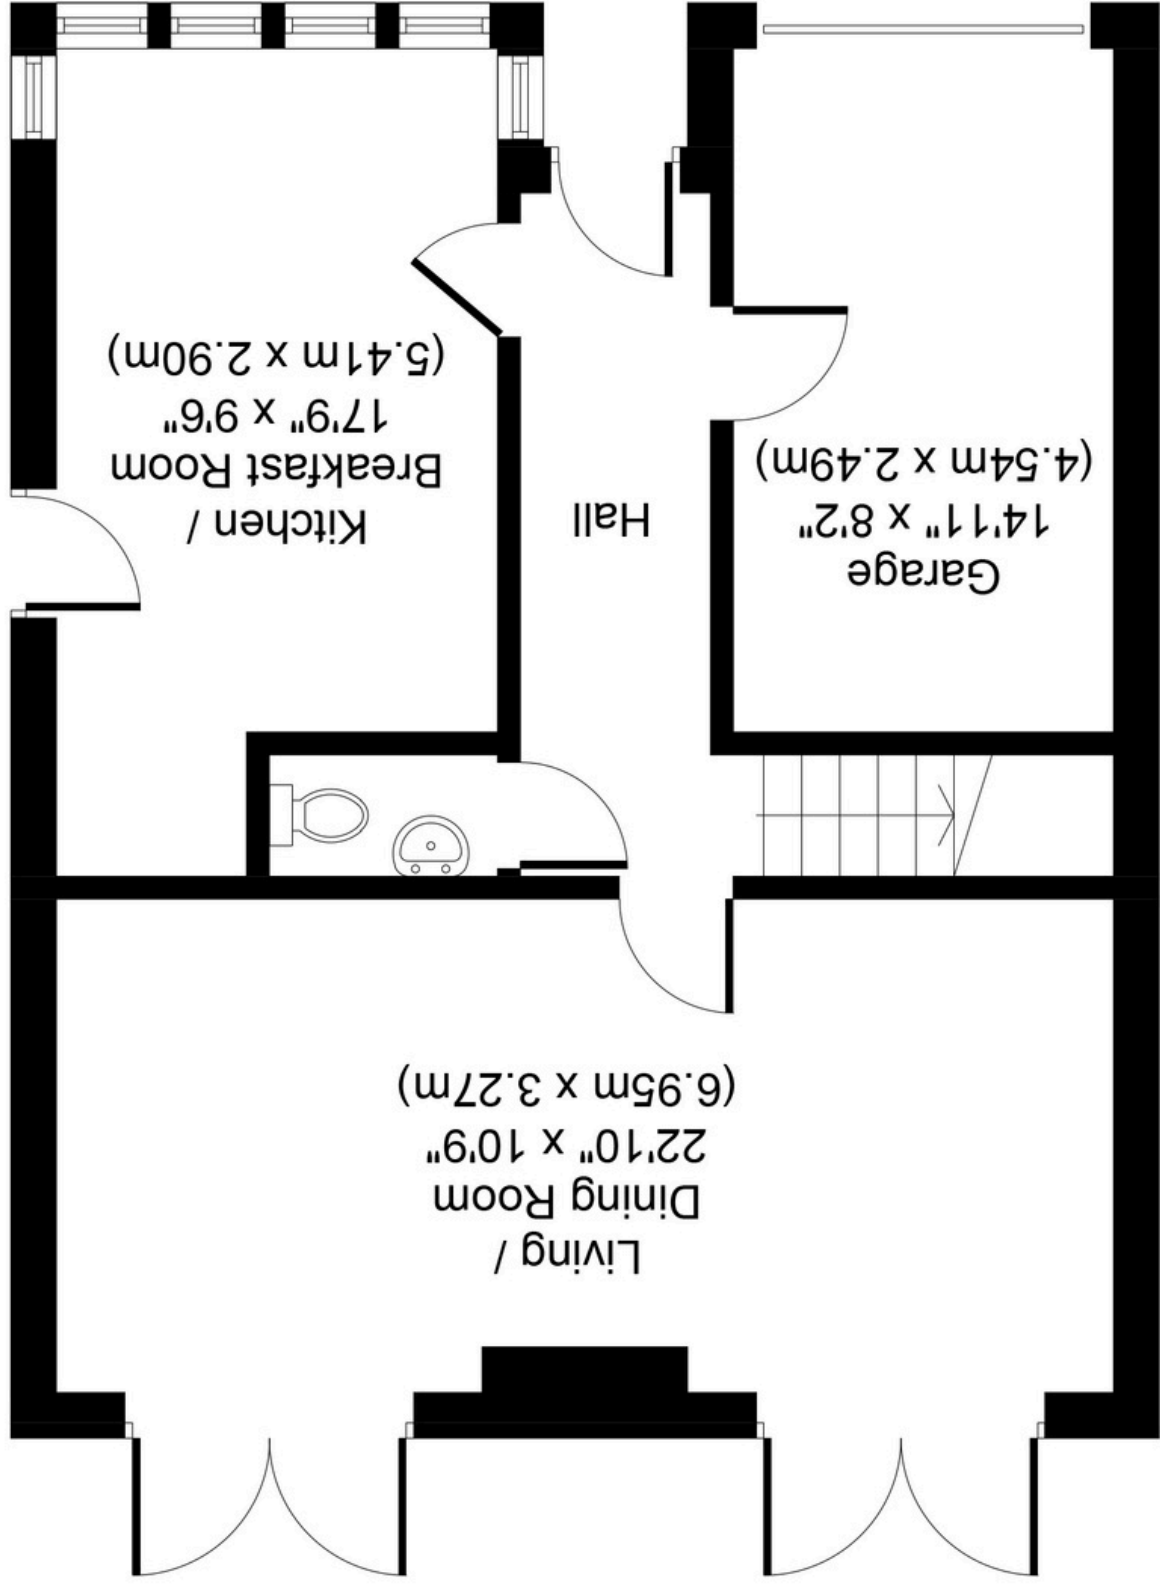 Living /
Dining Room
22'10" x 10'9"
(6.95m x 3.27m)
Garage
14'11" x 8'2"
(4.54m x 2.49m)
Hall
Kitchen /
Breakfast Room
17'9" x 9'6"
(5.41m x 2.90m)